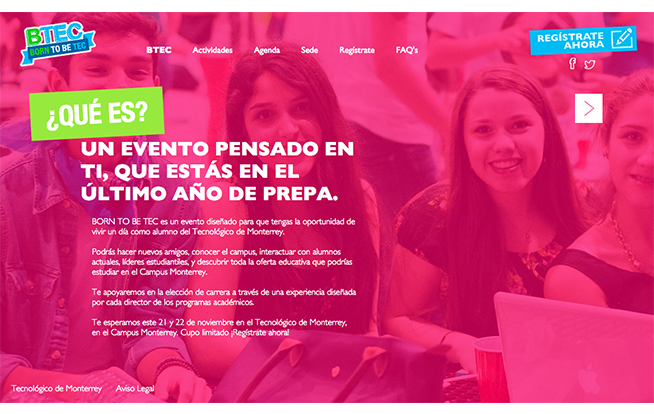 BTEC
BORN TO BE TEC
BTEC Actividades Agenda Sede Regístrate FAQ's
REGÍSTRATE
AHORA
¿QUÉ ES?
UN EVENTO PENSADO EN
TI, QUE ESTÁS EN EL
ÚLTIMO AÑO DE PREPA.
BORN TO BE TEC es un evento diseñado para que tengas la oportunidad de
vivir un día como alumno del Tecnológico de Monterrey.
Podrás hacer nuevos amigos, conocer el campus, interactuar con alumnos
actuales, líderes estudiantiles, y descubrir toda la oferta educativa que podrías
estudiar en el Campus Monterrey.
Te apoyaremos en la elección de carrera a través de una experiencia diseñada
por cada director de los programas académicos.
Te esperamos este 21 y 22 de noviembre en el Tecnológico de Monterrey,
en el Campus Monterrey. Cupo limitado ¡Regístrate ahora!
Tecnológico de Monterrey Aviso Legal